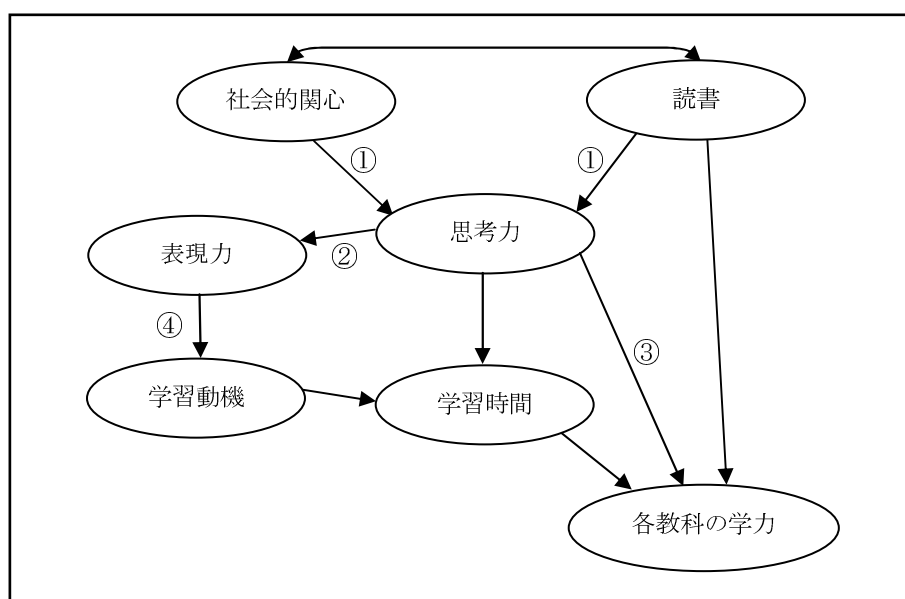 社会的関心
読書
①
①
思考力
表現力
②
④
③
学習動機
学習時間
各教科の学力